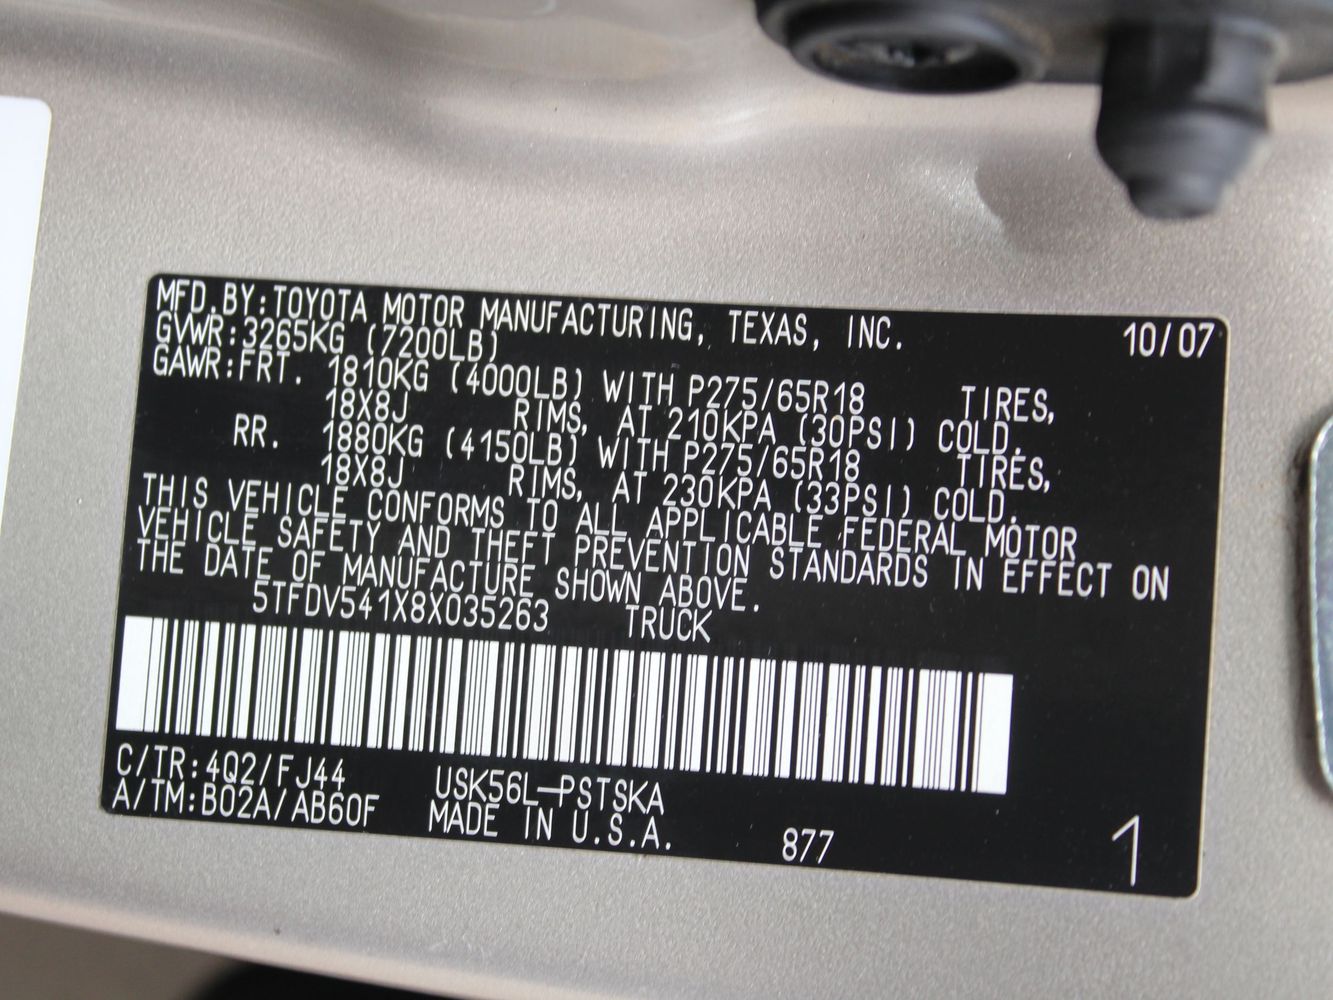 MFD.BY:TOYOTA MOTOR MANUFACTURING, TEXAS, INC. 10/07
GVWR:3265KG (7200LB)
GAWR:FRT. 1810KG (4000LB) WITH P275/65R18 TIRES,
18X8J RIMS, AT 210KPA (30PSI) COLD.
RR. 1880KG (4150LB) WITH P275/65R18 TIRES,
18X8J RIMS, AT 230KPA (33PSI) COLD.
THIS VEHICLE CONFORMS TO ALL APPLICABLE FEDERAL MOTOR
VEHICLE SAFETY AND THEFT PREVENTION STANDARDS IN EFFECT ON
THE DATE OF MANUFACTURE SHOWN ABOVE.
5TFDV541X8X035263 TRUCK
C/TR:4Q2/FJ44 USK56L-PSTSKA
A/TM:B02A/AB60F MADE IN U.S.A. 877 1